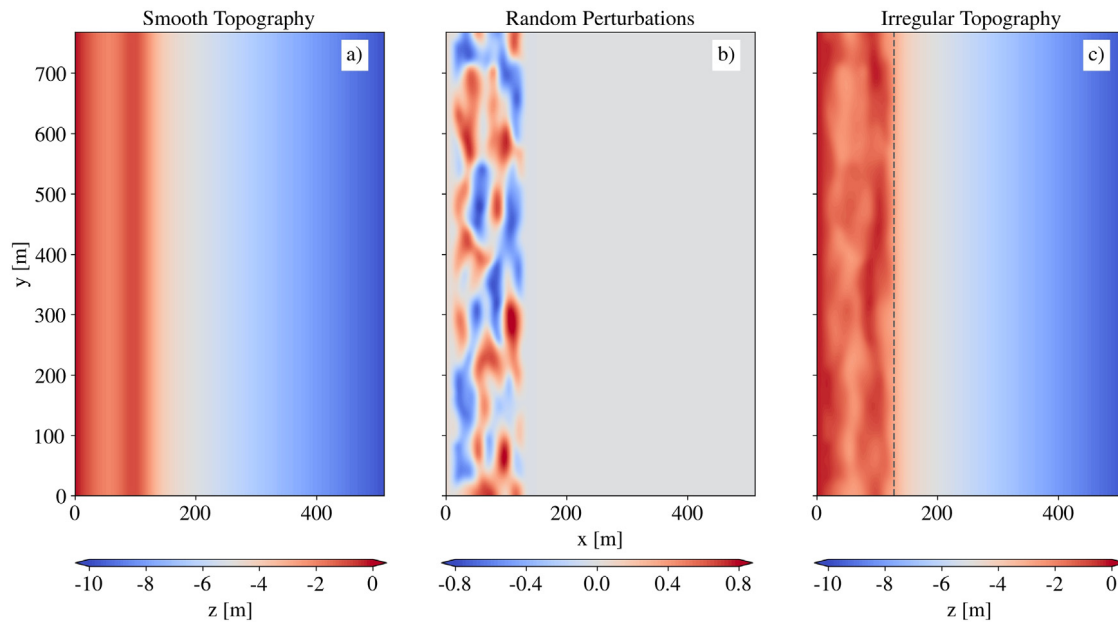 Smooth Topography
Random Perturbations
Irregular Topography
a)
b)
c)
700
600
500
400
300
200
100
0
y [m]
0 200 400
0 200 400
0 200 400
x [m]
-10 -8 -6 -4 -2 0
-0.8 -0.4 0.0 0.4 0.8
-10 -8 -6 -4 -2 0
z [m]
z [m]